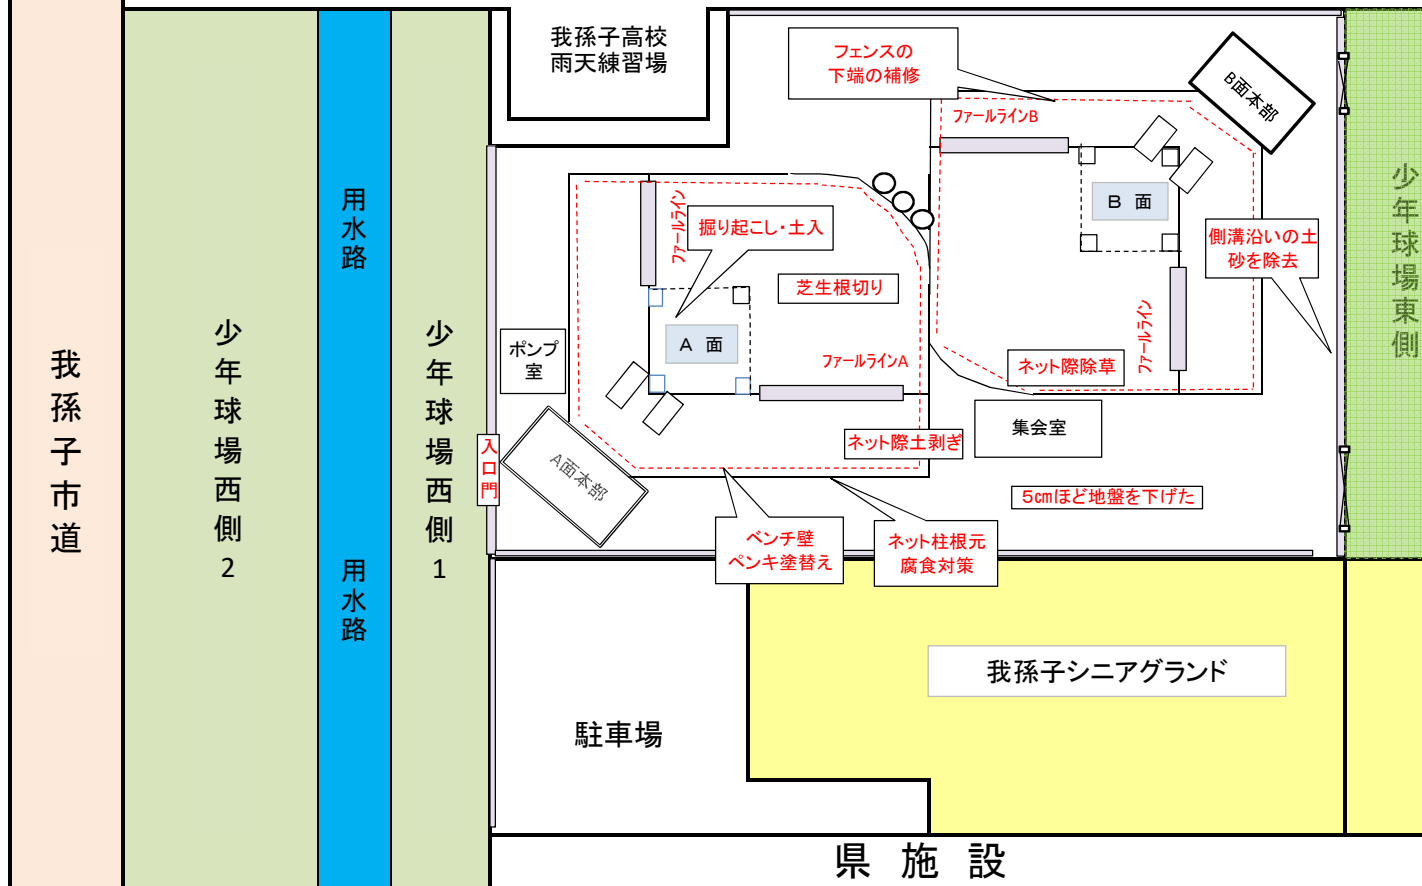 我孫子市道
少年球場西側2
用水路
用水路
少年球場西側1
我孫子高校
雨天練習場
フェンスの
下端の補修
B面本部
ファールラインB
ファールライン
掘り起こし・土入
芝生根切り
B 面
側溝沿いの土
砂を除去
少年球場東側
ポンプ
室
A 面
ファールラインA
ファールライン
ネット際除草
入口門
A面本部
ネット際土剥ぎ
集会室
5㎝ほど地盤を下げた
ベンチ壁
ペンキ塗替え
ネット柱根元
腐食対策
我孫子シニアグランド
駐車場
県施設